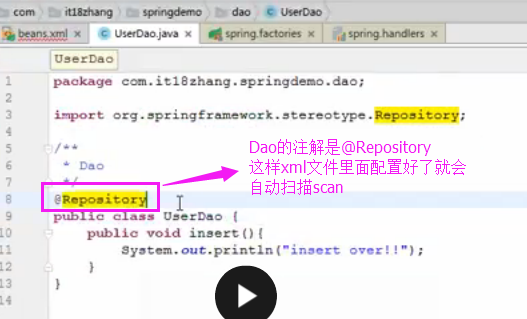 com it18zhang springdemo dao UserDao
beans.xml UserDao.java spring.factories spring.handlers
UserDao
1 package com.it18zhang.springdemo.dao;
2
3 import org.springframework.stereotype.Repository;
4
5 /**
6 * Dao
7 */
8 @Repository
9 public class UserDao {
10 public void insert(){
11 System.out.println("insert over!!");
12 }
13 }
14
Dao的注解是@Repository
这样xml文件里面配置好了就会
自动扫描scan